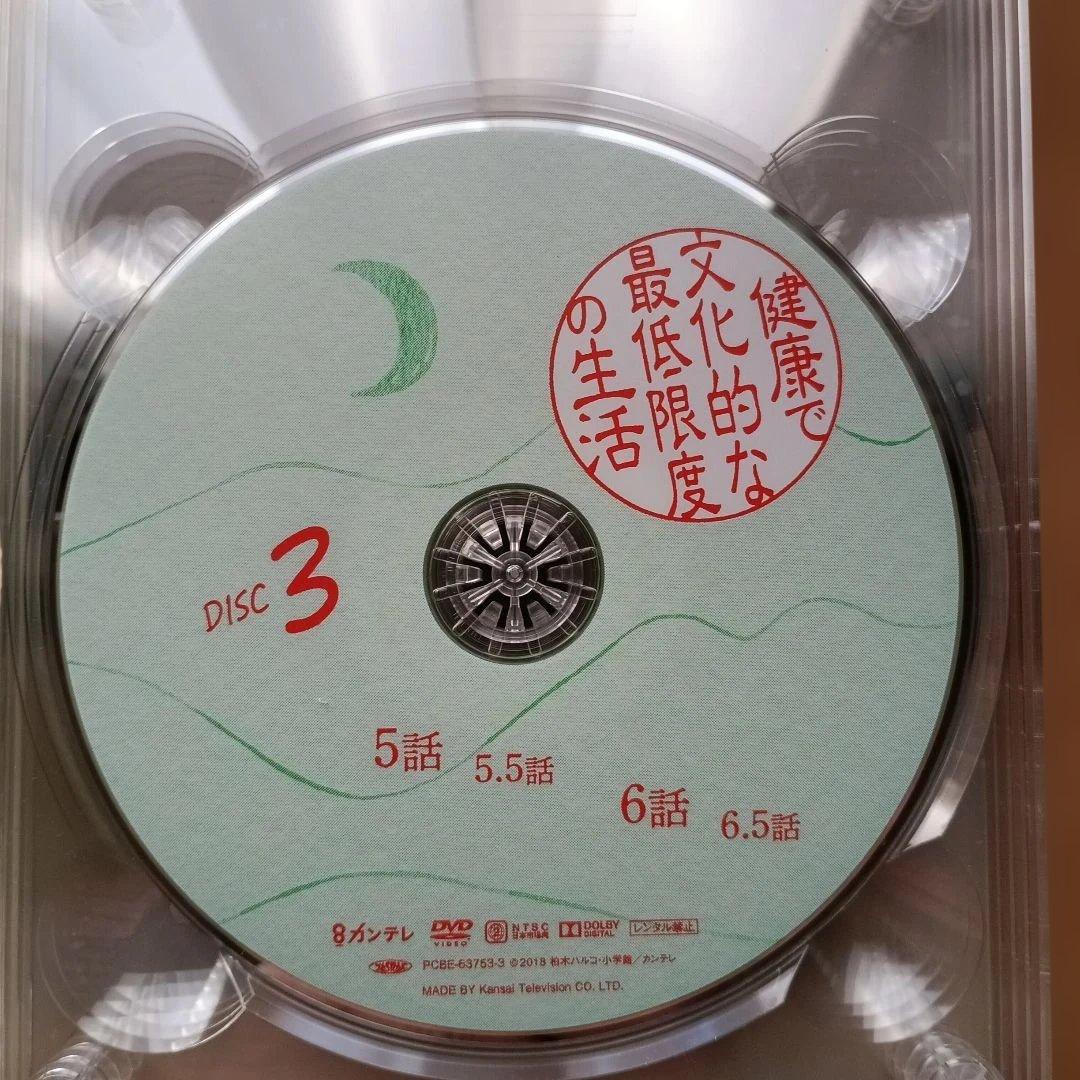 健康で
文化的な
最低限度
の生活
DISC 3
5話
5.5話
6話
6.5話
カンテレ
DVD
VIDEO
2
NTSC
日本市場向
DOLBY
DIGITAL
レンタル禁止
PCBE-63753-3 ©2018 柏木ハルコ・小学館/カンテレ
MADE BY Kansai Television CO. LTD.